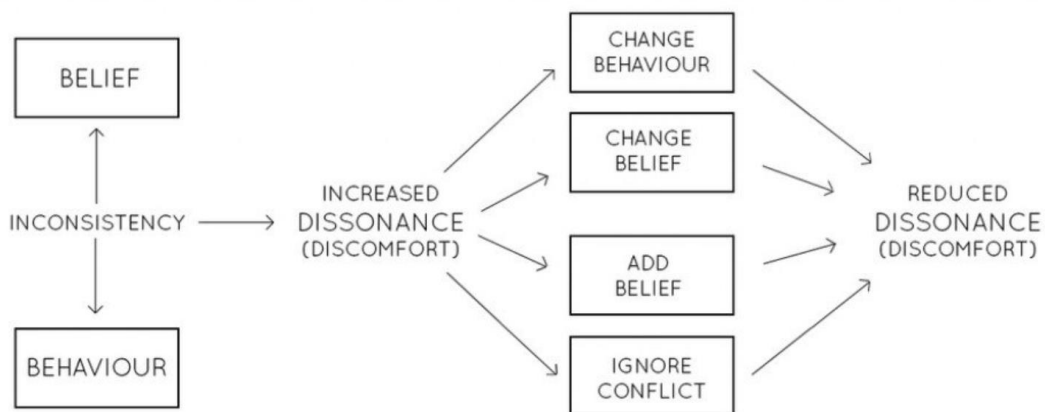 BELIEF
INCONSISTENCY
BEHAVIOUR
INCREASED
DISSONANCE
(DISCOMFORT)
CHANGE
BEHAVIOUR
CHANGE
BELIEF
ADD
BELIEF
IGNORE
CONFLICT
REDUCED
DISSONANCE
(DISCOMFORT)